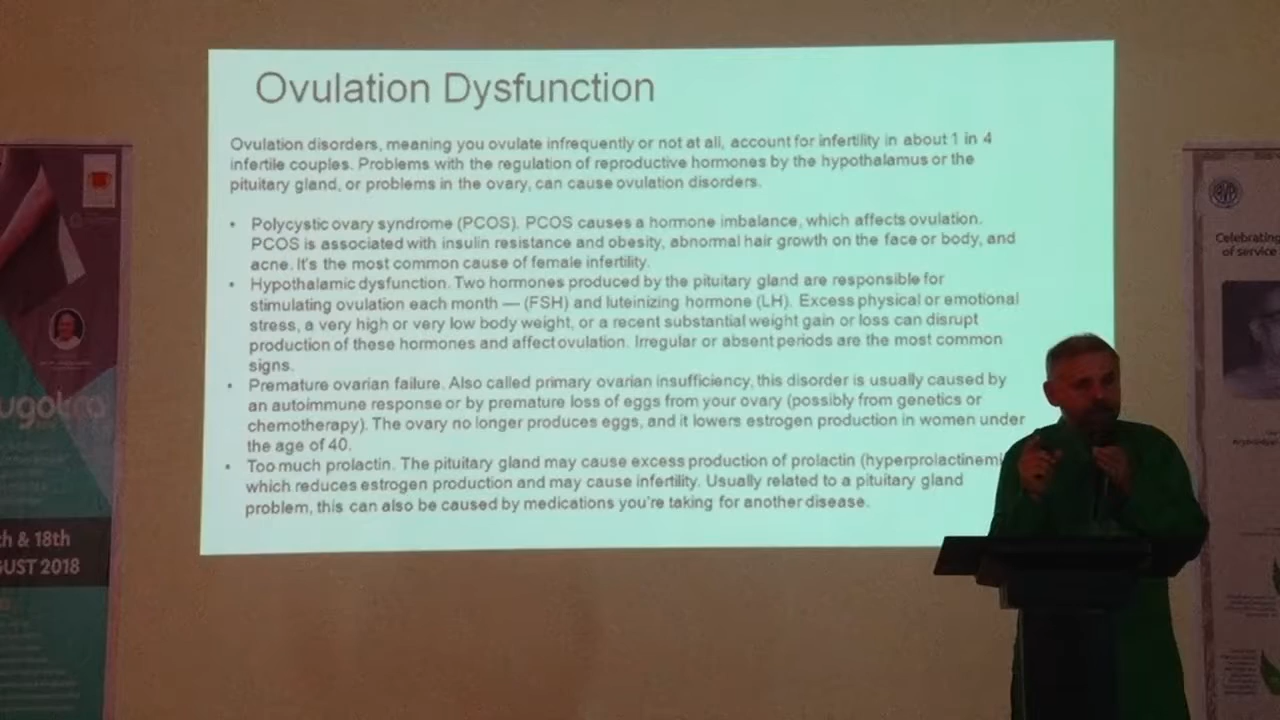 Ovulation Dysfunction
Ovulation disorders, meaning you ovulate infrequently or not at all, account for infertility in about 1 in 4
infertile couples. Problems with the regulation of reproductive hormones by the hypothalamus or the
pituitary gland, or problems in the ovary, can cause ovulation disorders.
• Polycystic ovary syndrome (PCOS). PCOS causes a hormone imbalance, which affects ovulation.
PCOS is associated with insulin resistance and obesity, abnormal hair growth on the face or body, and
acne. It's the most common cause of female infertility.
• Hypothalamic dysfunction. Two hormones produced by the pituitary gland are responsible for
stimulating ovulation each month — (FSH) and luteinizing hormone (LH). Excess physical or emotional
stress, a very high or very low body weight, or a recent substantial weight gain or loss can disrupt
production of these hormones and affect ovulation. Irregular or absent periods are the most common
signs.
• Premature ovarian failure. Also called primary ovarian insufficiency, this disorder is usually caused by
an autoimmune response or by premature loss of eggs from your ovary (possibly from genetics or
chemotherapy). The ovary no longer produces eggs, and it lowers estrogen production in women under
the age of 40.
• Too much prolactin. The pituitary gland may cause excess production of prolactin (hyperprolactinemi
which reduces estrogen production and may cause infertility. Usually related to a pituitary gland
problem, this can also be caused by medications you're taking for another disease.
th & 18th
GUST 2018
Celebrating
of service